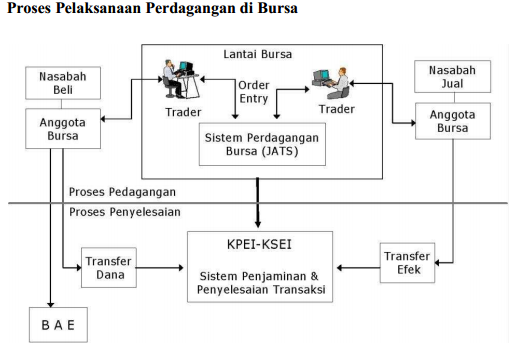 Proses Pelaksanaan Perdagangan di Bursa
Lantai Bursa
Nasabah
Beli
Anggota
Bursa
Trader
Order
Entry
Trader
Nasabah
Jual
Anggota
Bursa
Sistem Perdagangan
Bursa (JATS)
Proses Pedagangan
Proses Penyelesaian
Transfer
Dana
KPEI-KSEI
Sistem Penjaminan &
Penyelesaian Transaksi
Transfer
Efek
B A E